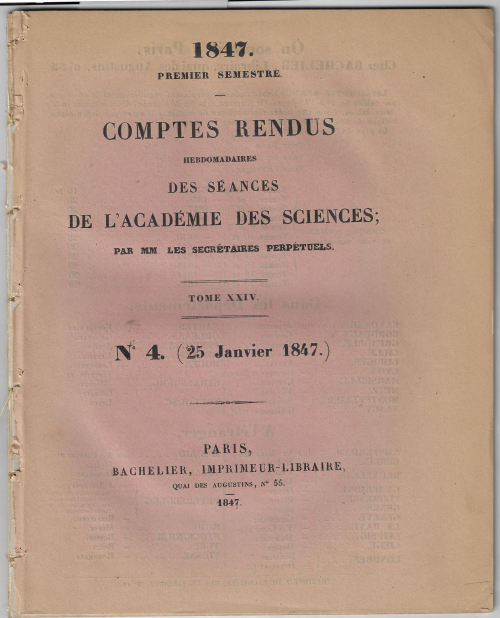 1847.
PREMIER SEMESTRE.
COMPTES RENDUS
HEBDOMADAIRES
DES SÉANCES
DE L'ACADÉMIE DES SCIENCES;
PAR MM. LES SECRÉTAIRES PERPÉTUELS.
TOME XXIV.
N° 4. (25 Janvier 1847.)
PARIS,
BACHELIER, IMPRIMEUR-LIBRAIRE,
QUAI DES AUGUSTINS, N° 55.
1847.